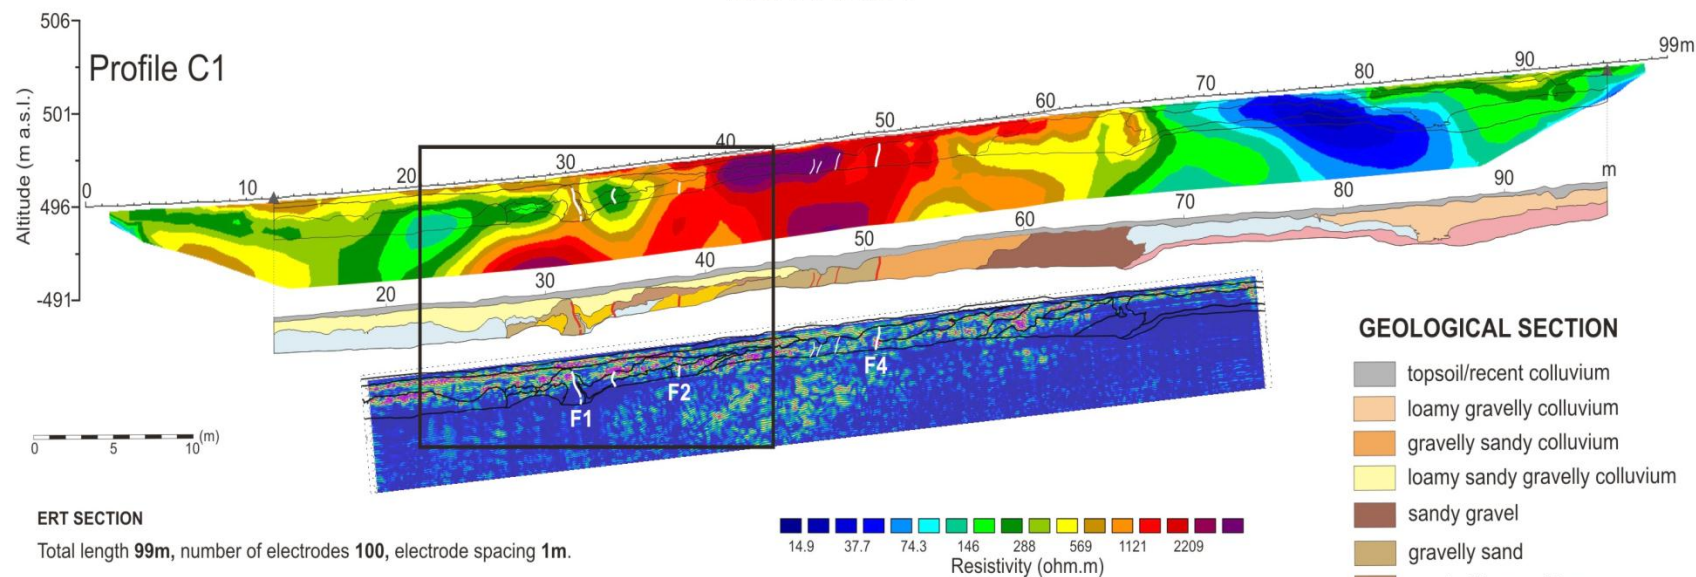 506
501
496
-491
Altitude (m a.s.l.)
Profile C1
0 10 20 30 40 50 60 70 80 90 99m
m
20 30 40 50 60 70 80 90
F1 F2 F4
0 5 10 (m)
ERT SECTION
Total length 99m, number of electrodes 100, electrode spacing 1m.
14.9 37.7 74.3 146 288 569 1121 2209
Resistivity (ohm.m)
GEOLOGICAL SECTION
topsoil/recent colluvium
loamy gravelly colluvium
gravelly sandy colluvium
loamy sandy gravelly colluvium
sandy gravel
gravelly sand